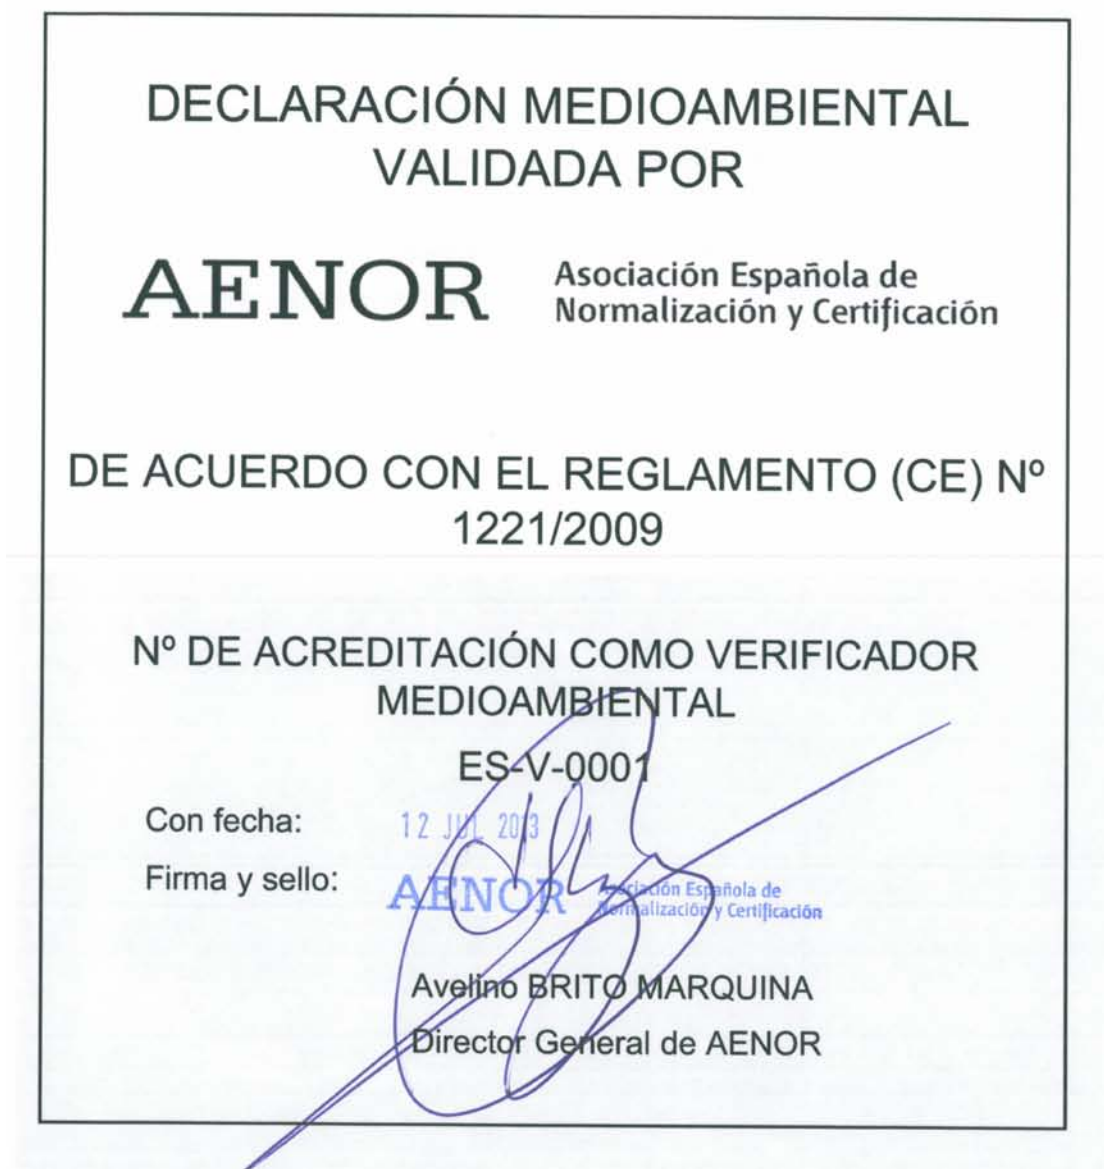 DECLARACIÓN MEDIOAMBIENTAL
VALIDADA POR
AENOR Asociación Española de
Normalización y Certificación
DE ACUERDO CON EL REGLAMENTO (CE) Nº
1221/2009
Nº DE ACREDITACIÓN COMO VERIFICADOR
MEDIOAMBIENTAL
ES-V-0001
Con fecha: 12 JUL 2013
Firma y sello: AENOR Asociación Española de
Normalización y Certificación
Avelino BRITO MARQUINA
Director General de AENOR